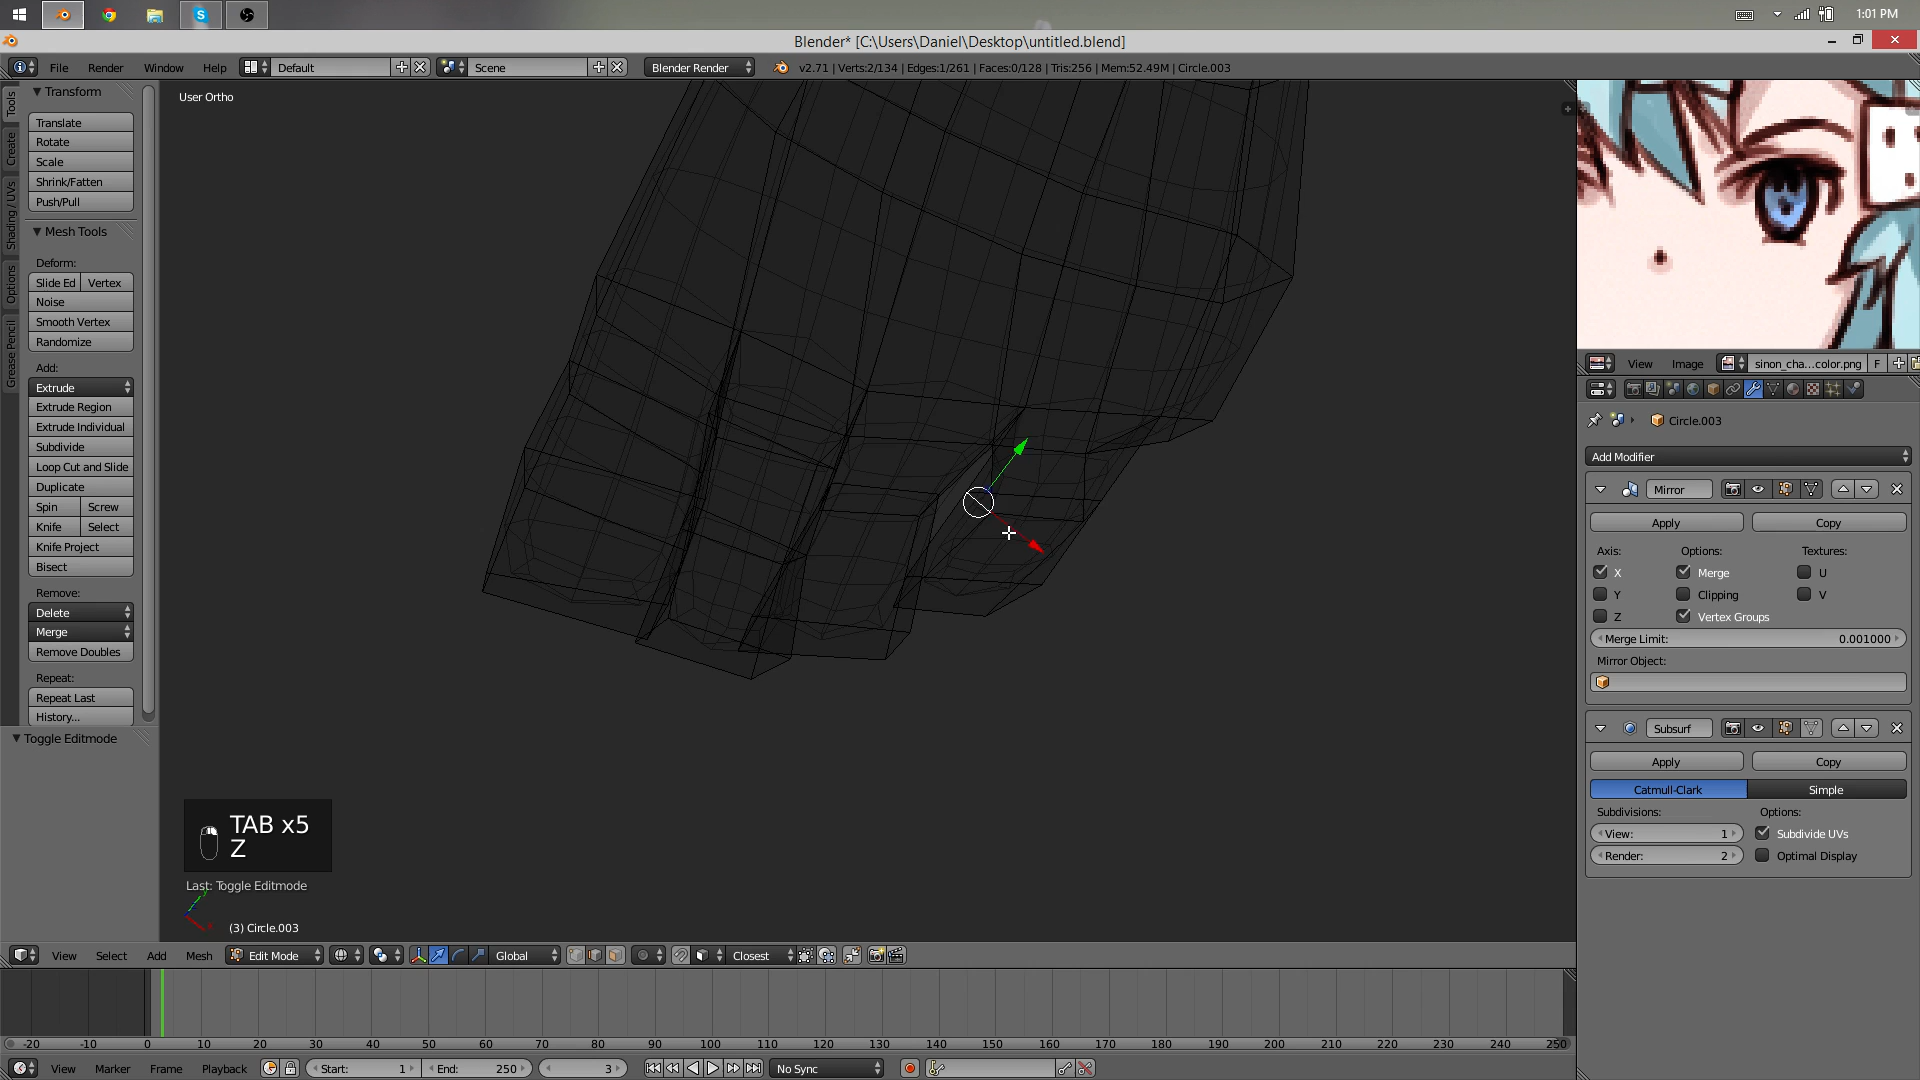 1:01 PM
Blender* [C:\Users\Daniel\Desktop\untitled.blend]
File Render Window Help Default Scene Blender Render v2.71 | Verts:2/134 | Edges:1/261 | Faces:0/128 | Tris:256 | Mem:52.49M | Circle.003
Tools
Create
Shading / UVs
Options
Grease Pencil
Transform
Translate
Rotate
Scale
Shrink/Fatten
Push/Pull
Mesh Tools
Deform:
Slide Ed Vertex
Noise
Smooth Vertex
Randomize
Add:
Extrude
Extrude Region
Extrude Individual
Subdivide
Loop Cut and Slide
Duplicate
Spin Screw
Knife Select
Knife Project
Bisect
Remove:
Delete
Merge
Remove Doubles
Repeat:
Repeat Last
History...
Toggle Editmode
User Ortho
TAB x5
Z
Last: Toggle Editmode
(3) Circle.003
View Image sinon_cha...color.png F
Circle.003
Add Modifier
Mirror
Apply Copy
Axis: Options: Textures:
X Merge U
Y Clipping V
Z Vertex Groups
Merge Limit: 0.001000
Mirror Object:
Subsurf
Apply Copy
Catmull-Clark Simple
Subdivisions: Options:
View: 1 Subdivide UVs
Render: 2 Optimal Display
View Select Add Mesh Edit Mode Global Closest
-20 -10 0 10 20 30 40 50 60 70 80 90 100 110 120 130 140 150 160 170 180 190 200 210 220 230 240 250
View Marker Frame Playback Start: 1 End: 250 3 No Sync